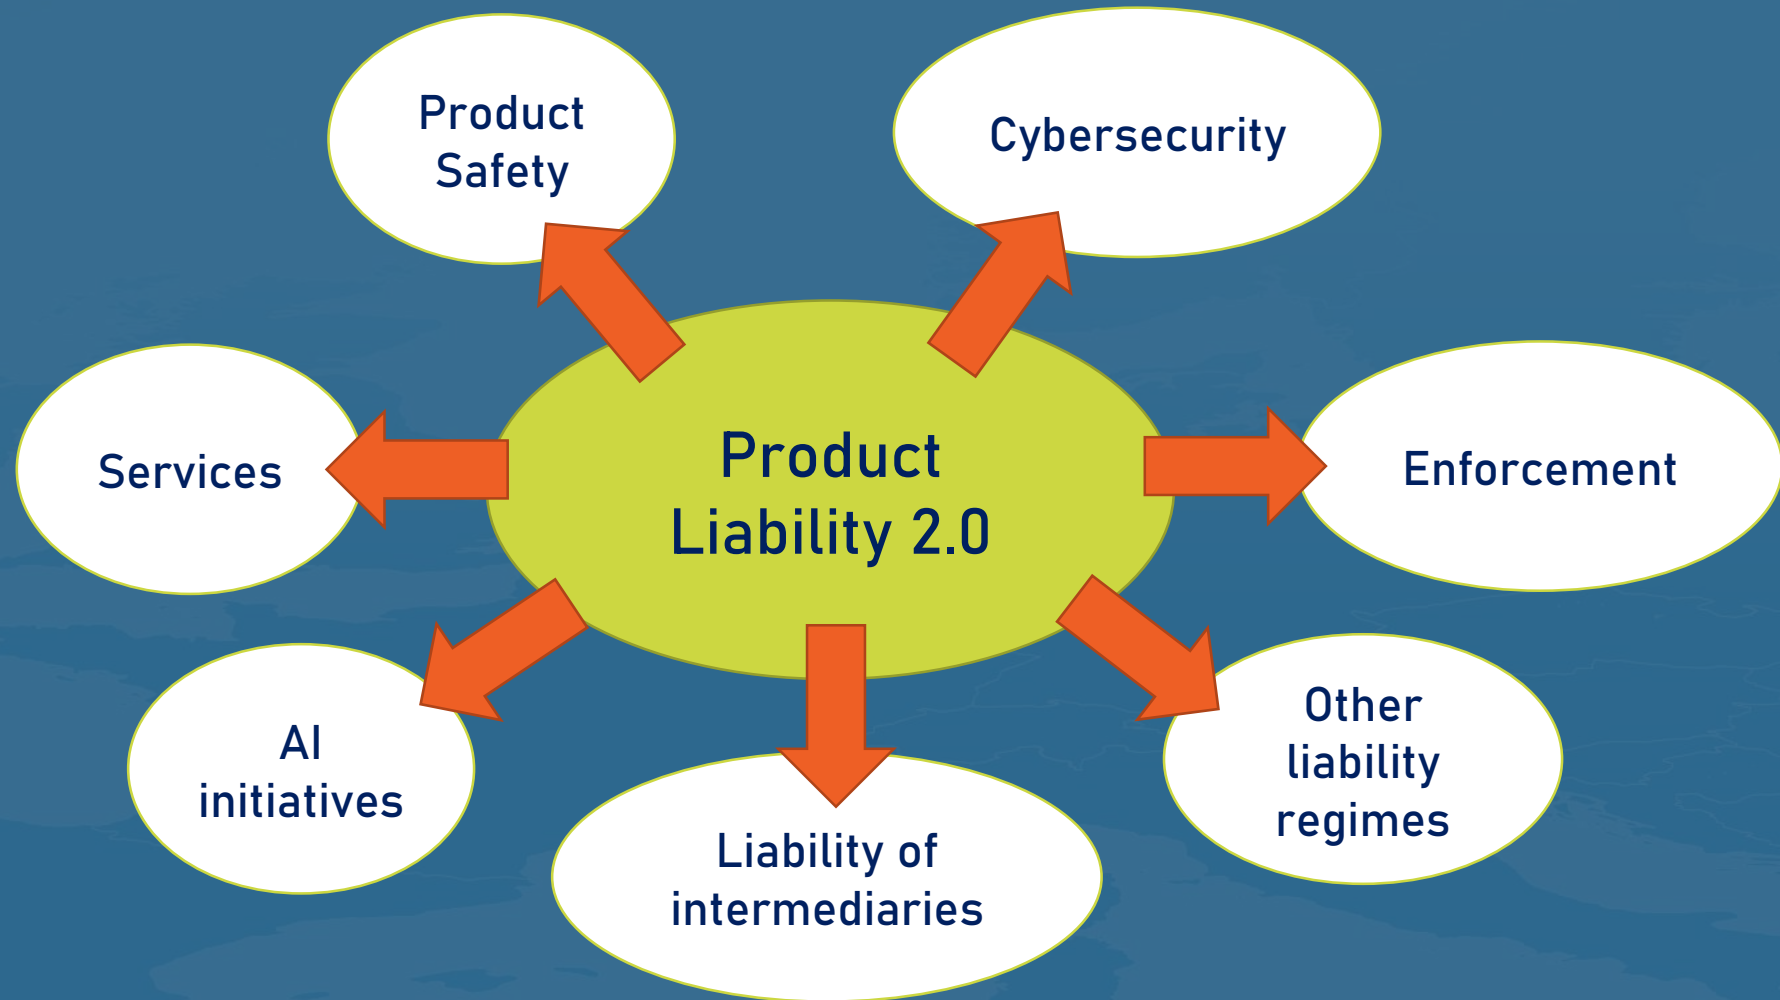 Product
Safety
Cybersecurity
Services
Product
Liability 2.0
Enforcement
AI
initiatives
Liability of
intermediaries
Other
liability
regimes